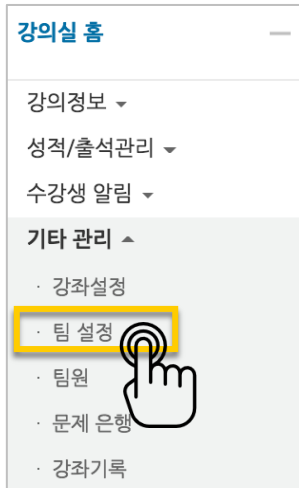 강의실 홈
강의정보
성적/출석관리
수강생 알림
기타 관리
· 강좌설정
· 팀 설정
· 팀원
· 문제 은행
· 강좌기록